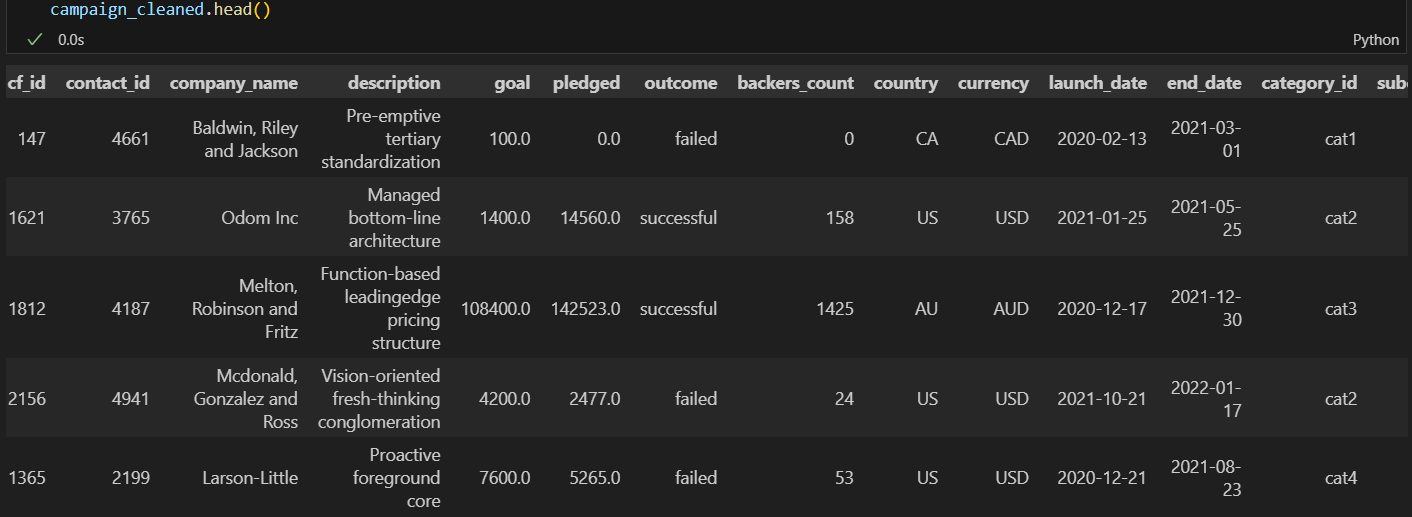 campaign_cleaned.head()
0.0s Python
cf_id contact_id company_name description goal pledged outcome backers_count country currency launch_date end_date category_id
147 4661 Baldwin, Riley and Jackson Pre-emptive tertiary standardization 100.0 0.0 failed 0 CA CAD 2020-02-13 2021-03-01 cat1
1621 3765 Odom Inc Managed bottom-line architecture 1400.0 14560.0 successful 158 US USD 2021-01-25 2021-05-25 cat2
1812 4187 Melton, Robinson and Fritz Function-based leadingedge pricing structure 108400.0 142523.0 successful 1425 AU AUD 2020-12-17 2021-12-30 cat3
2156 4941 Mcdonald, Gonzalez and Ross Vision-oriented fresh-thinking conglomeration 4200.0 2477.0 failed 24 US USD 2021-10-21 2022-01-17 cat2
1365 2199 Larson-Little Proactive foreground core 7600.0 5265.0 failed 53 US USD 2020-12-21 2021-08-23 cat4